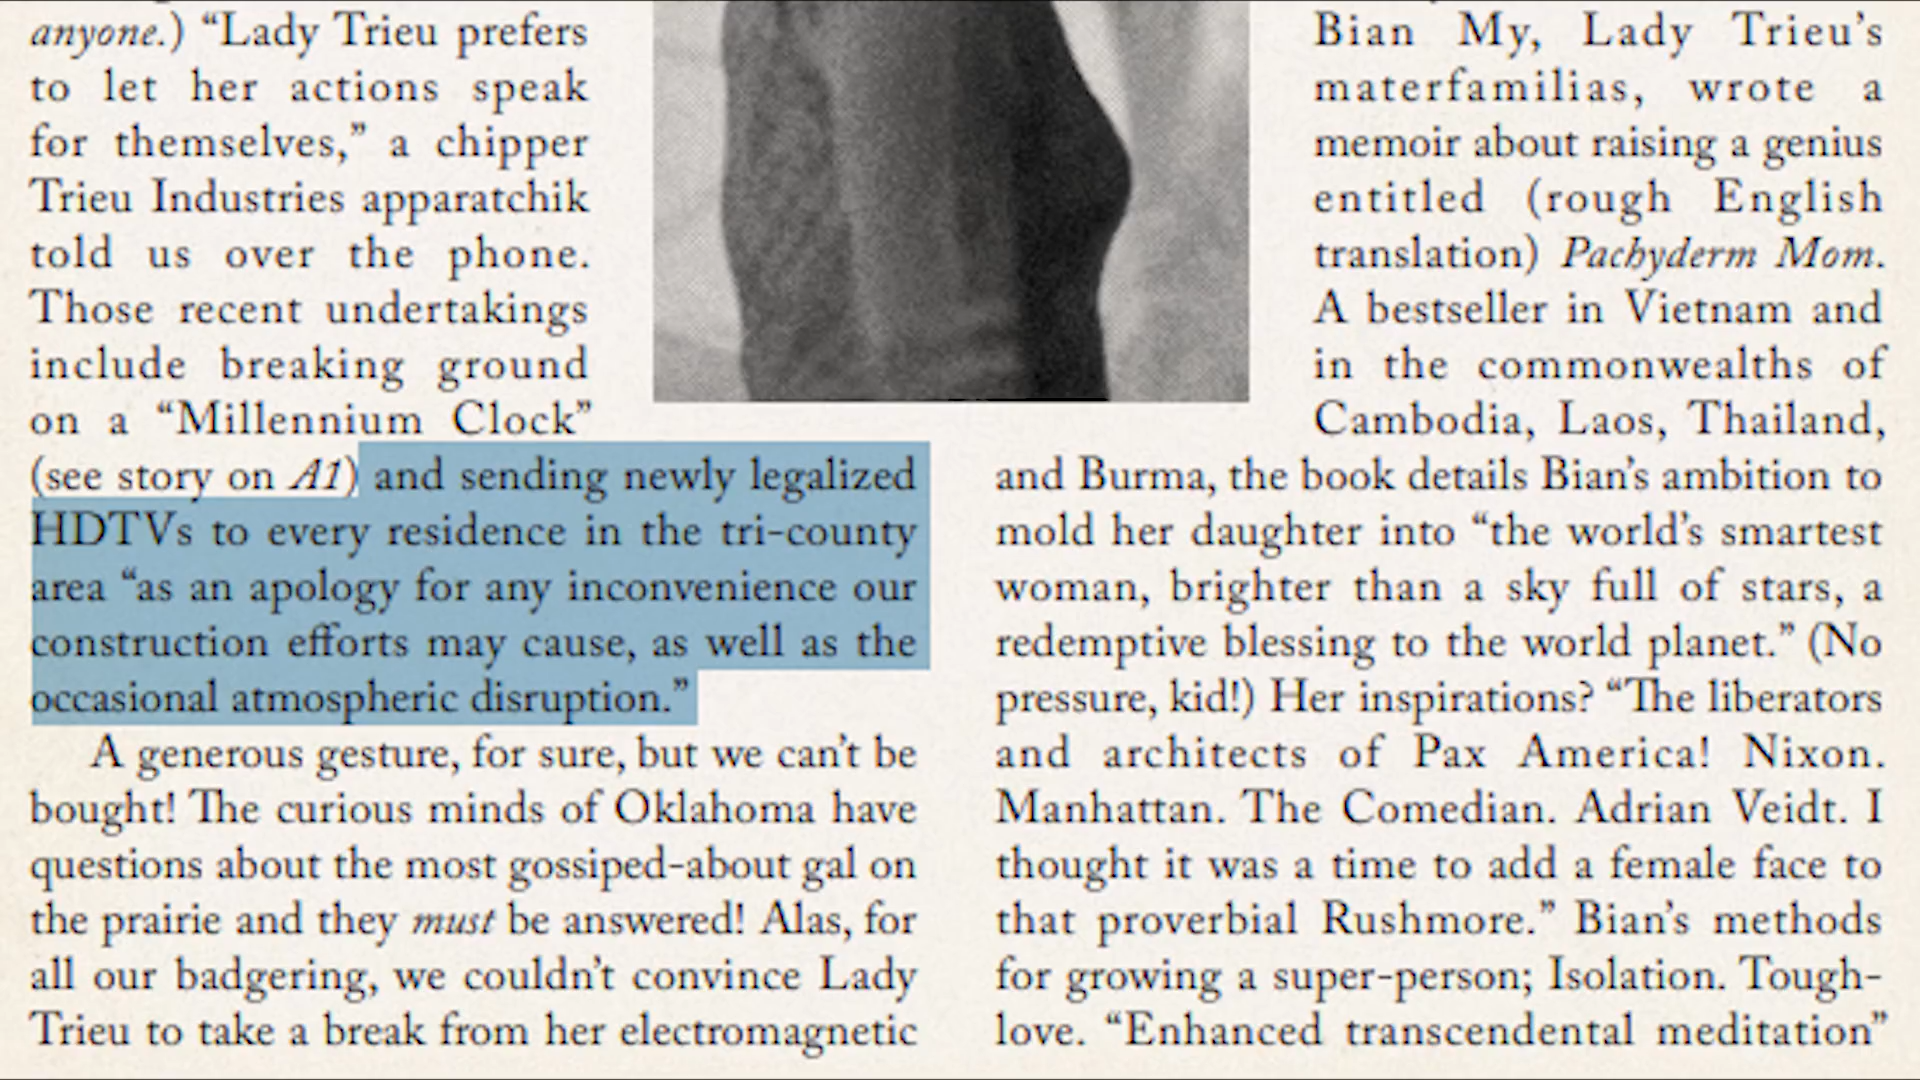 anyone.) “Lady Trieu prefers
to let her actions speak
for themselves,” a chipper
Trieu Industries apparatchik
told us over the phone.
Those recent undertakings
include breaking ground
on a “Millennium Clock”
(see story on A1) and sending newly legalized
HDTVs to every residence in the tri-county
area “as an apology for any inconvenience our
construction efforts may cause, as well as the
occasional atmospheric disruption.”
A generous gesture, for sure, but we can’t be
bought! The curious minds of Oklahoma have
questions about the most gossiped-about gal on
the prairie and they must be answered! Alas, for
all our badgering, we couldn’t convince Lady
Trieu to take a break from her electromagnetic
Bian My, Lady Trieu’s
materfamilias, wrote a
memoir about raising a genius
entitled (rough English
translation) Pachyderm Mom.
A bestseller in Vietnam and
in the commonwealths of
Cambodia, Laos, Thailand,
and Burma, the book details Bian’s ambition to
mold her daughter into “the world’s smartest
woman, brighter than a sky full of stars, a
redemptive blessing to the world planet.” (No
pressure, kid!) Her inspirations? “The liberators
and architects of Pax America! Nixon.
Manhattan. The Comedian. Adrian Veidt. I
thought it was a time to add a female face to
that proverbial Rushmore.” Bian’s methods
for growing a super-person; Isolation. Tough-
love. “Enhanced transcendental meditation”